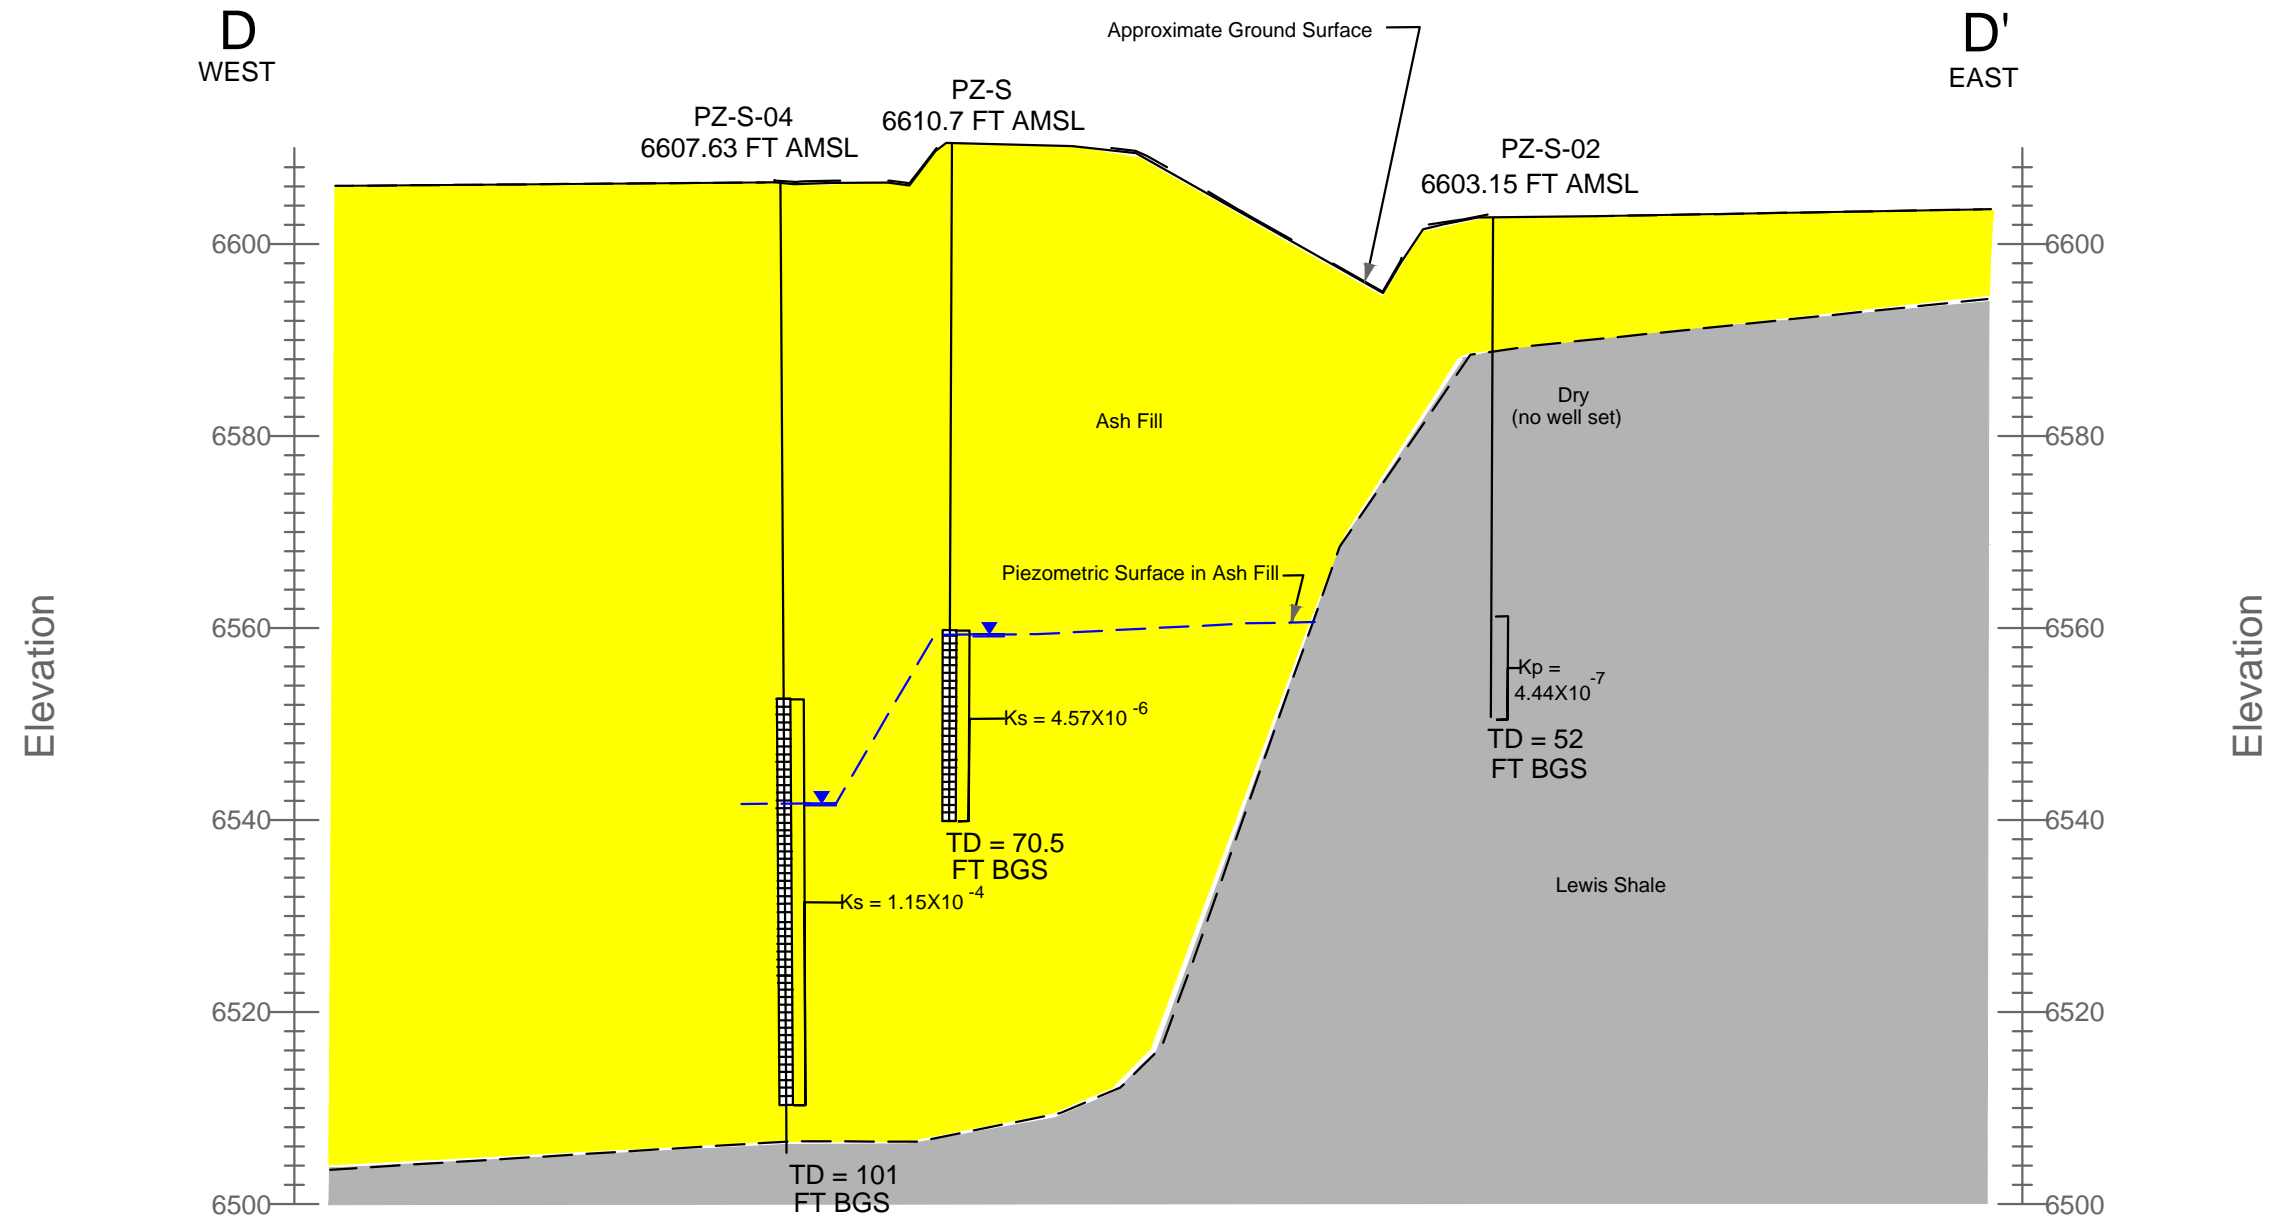 D
WEST
D'
EAST
Approximate Ground Surface
PZ-S-04
6607.63 FT AMSL
PZ-S
6610.7 FT AMSL
PZ-S-02
6603.15 FT AMSL
6600
6580
6560
6540
6520
6500
Elevation
Ash Fill
Dry
(no well set)
Piezometric Surface in Ash Fill
Kp =
4.44X10 -7
Ks = 4.57X10 -6
TD = 52
FT BGS
TD = 70.5
FT BGS
Ks = 1.15X10 -4
Lewis Shale
TD = 101
FT BGS
6600
6580
6560
6540
6520
6500
Elevation